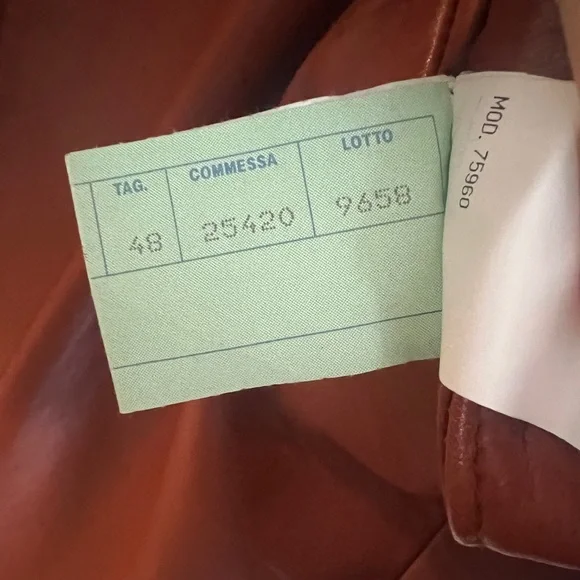 TAG. COMMESSA LOTTO
48 25420 9658
MOD. 75960